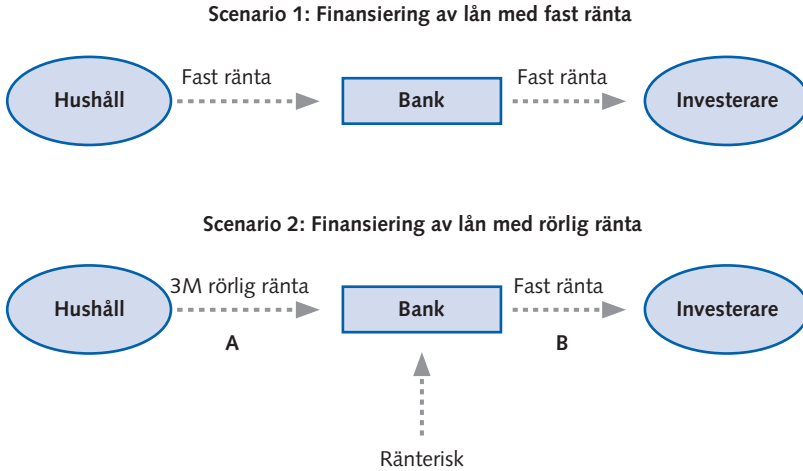 Scenario 1: Finansiering av lån med fast ränta
Fast ränta
Fast ränta
Hushåll
Bank
Investerare
Scenario 2: Finansiering av lån med rörlig ränta
3M rörlig ränta
Fast ränta
Hushåll
Bank
Investerare
A
B
Ränterisk